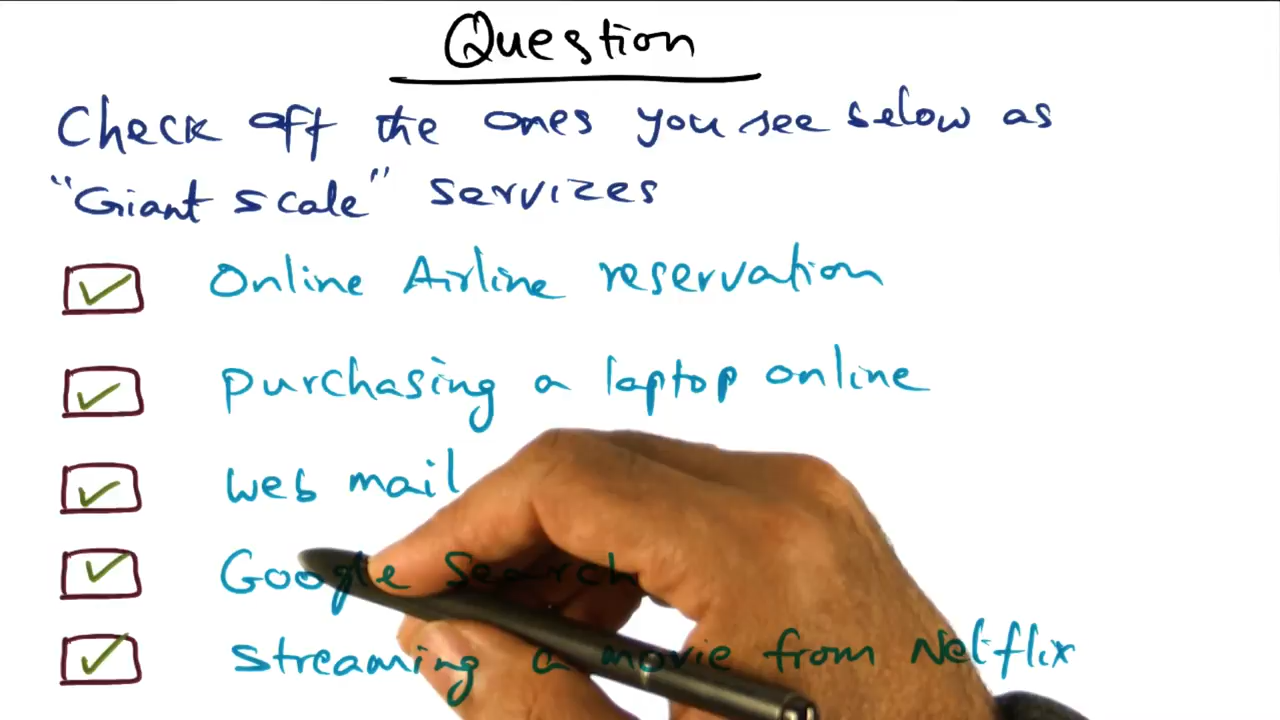 Question
Check off the ones you see below as
"Giant scale" services
Online Airline reservation
purchasing a laptop online
web mail
Google Search
streaming a movie from Netflix